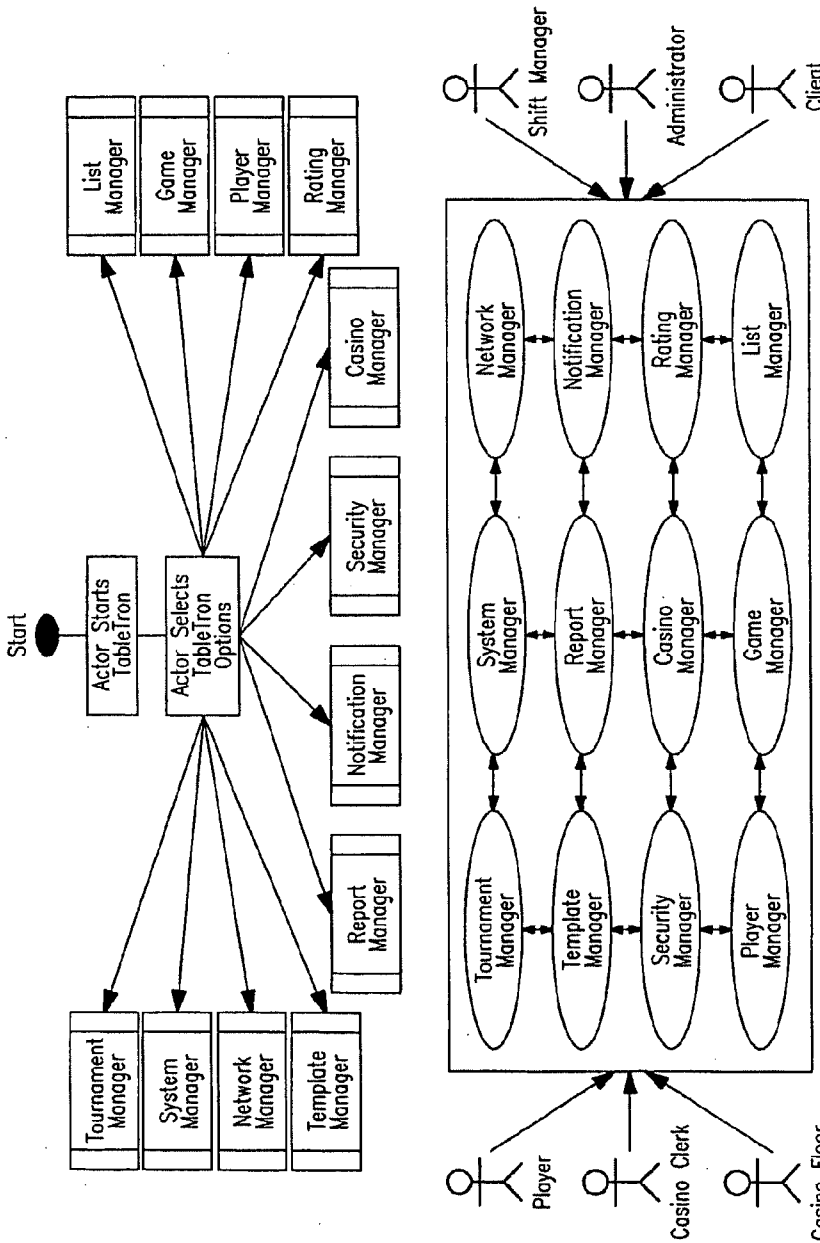 Start
Actor Starts
TableTron
Actor Selects
TableTron
Options
Tournament
Manager
System
Manager
Network
Manager
Template
Manager
Report
Manager
Notification
Manager
Security
Manager
Casino
Manager
List
Manager
Game
Manager
Player
Manager
Rating
Manager
Player
Casino Clerk
Casino Floor
Tournament
Manager
System
Manager
Network
Manager
Template
Manager
Report
Manager
Notification
Manager
Security
Manager
Casino
Manager
Rating
Manager
Player
Manager
Game
Manager
List
Manager
Shift Manager
Administrator
Client